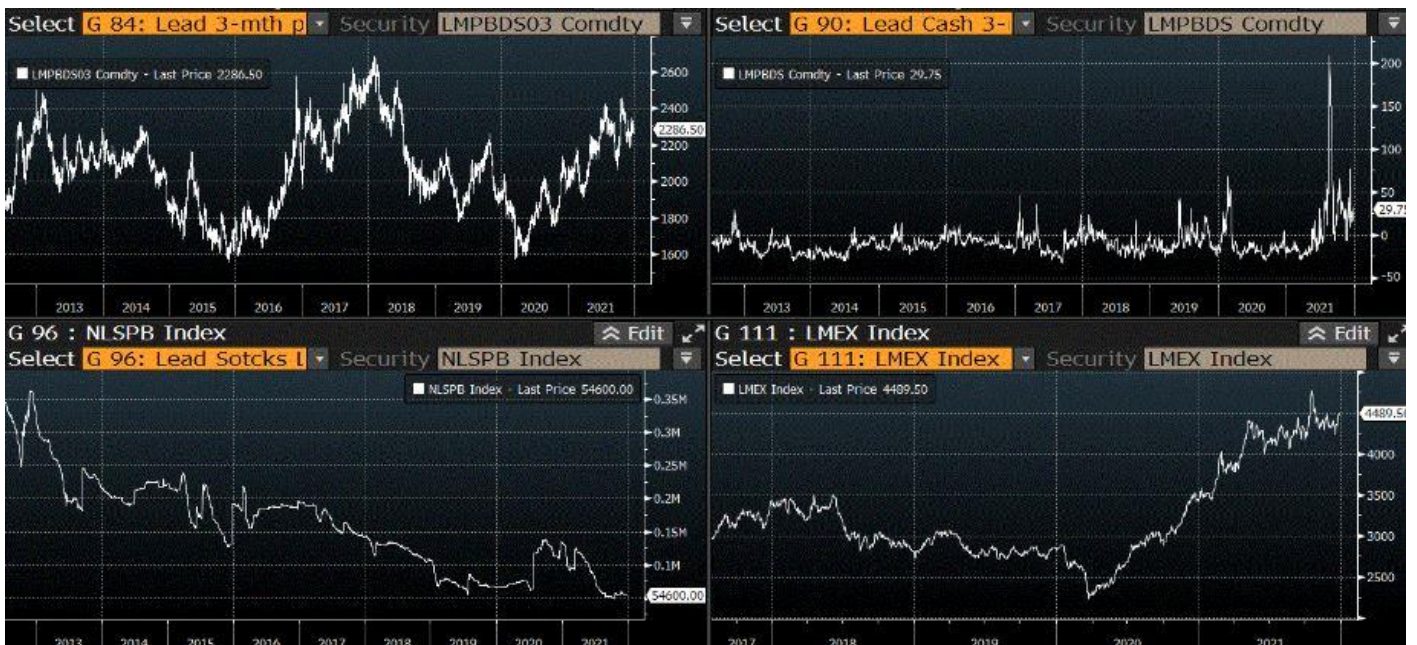 Select G 84: Lead 3-mth p Security LMPBDS03 Comdty
LMPBDS03 Comdty - Last Price 2286.50
2600
2400
2286.50
2200
2000
1800
1600
2013 2014 2015 2016 2017 2018 2019 2020 2021
Select G 90: Lead Cash 3- Security LMPBDS Comdty
LMPBDS Comdty - Last Price 29.75
200
150
100
50
29.75
0
-50
2013 2014 2015 2016 2017 2018 2019 2020 2021
G 96 : NLSPB Index Edit
Select G 96: Lead Sotcks L Security NLSPB Index
NLSPB Index - Last Price 54600.00
0.35M
0.3M
0.25M
0.2M
0.15M
0.1M
54600.00
2013 2014 2015 2016 2017 2018 2019 2020 2021
G 111 : LMEX Index Edit
Select G 111: LMEX Index Security LMEX Index
LMEX Index - Last Price 4489.50
4489.50
4000
3500
3000
2500
2017 2018 2019 2020 2021